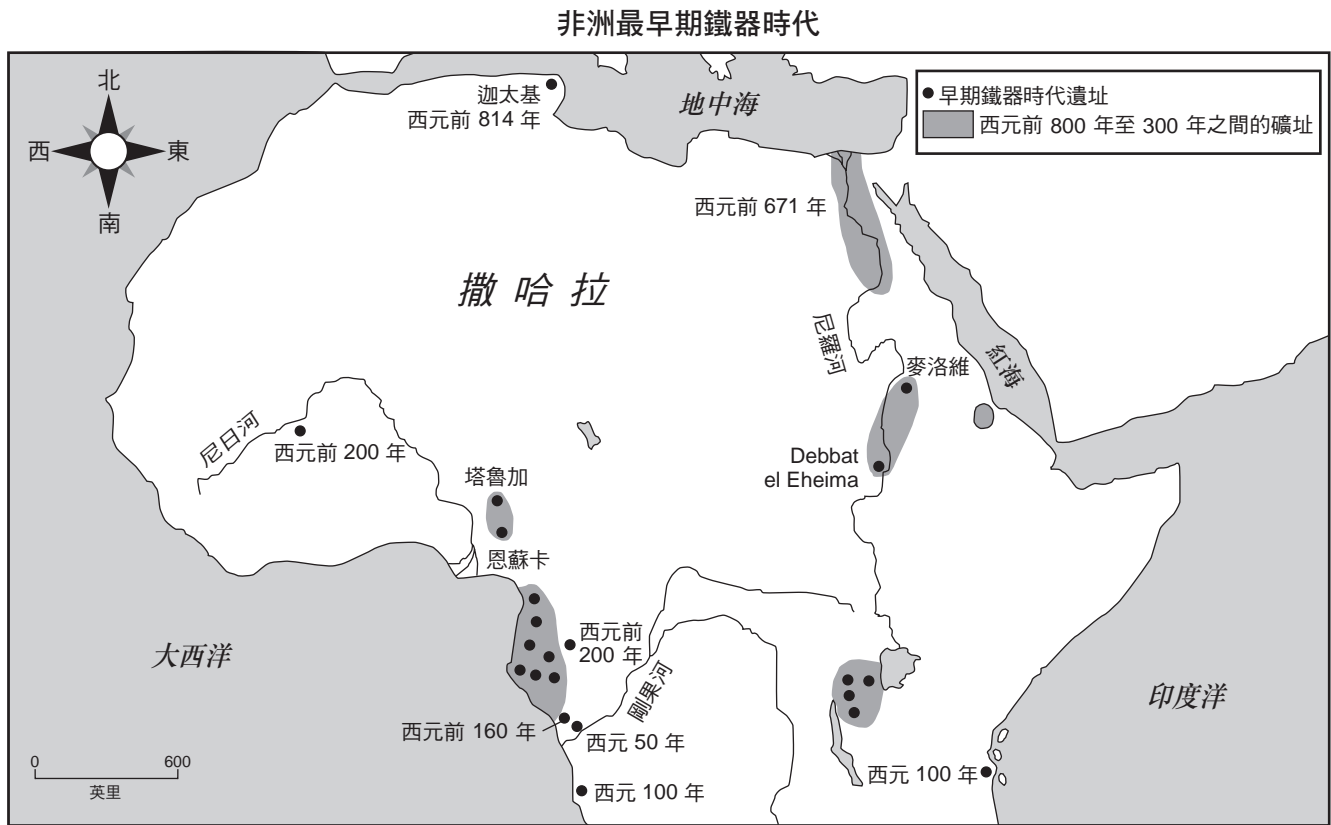 非洲最早期鐵器時代
北
西
東
南
迦太基
西元前 814 年
地中海
早期鐵器時代遺址
西元前 800 年至 300 年之間的礦址
西元前 671 年
撒哈拉
尼羅河
紅海
麥洛維
尼日河
西元前 200 年
Debbat
el Eheima
塔魯加
恩蘇卡
西元前
200 年
大西洋
剛果河
印度洋
西元前 160 年
西元 50 年
西元 100 年
西元 100 年
0
600
英里